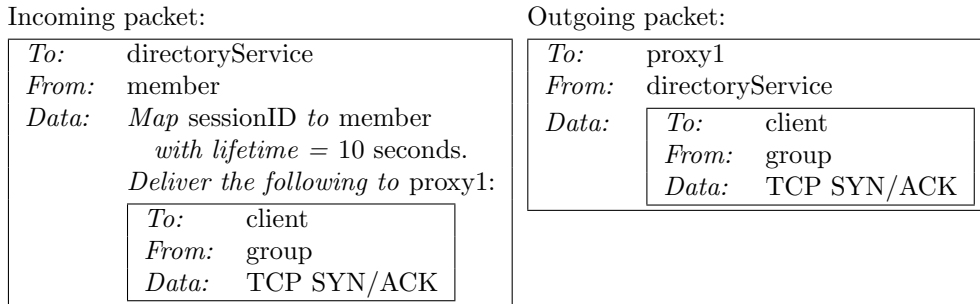 Incoming packet:
To: directoryService
From: member
Data: Map sessionID to member
with lifetime = 10 seconds.
Deliver the following to proxy1:
To: client
From: group
Data: TCP SYN/ACK
Outgoing packet:
To: proxy1
From: directoryService
Data: To: client
From: group
Data: TCP SYN/ACK